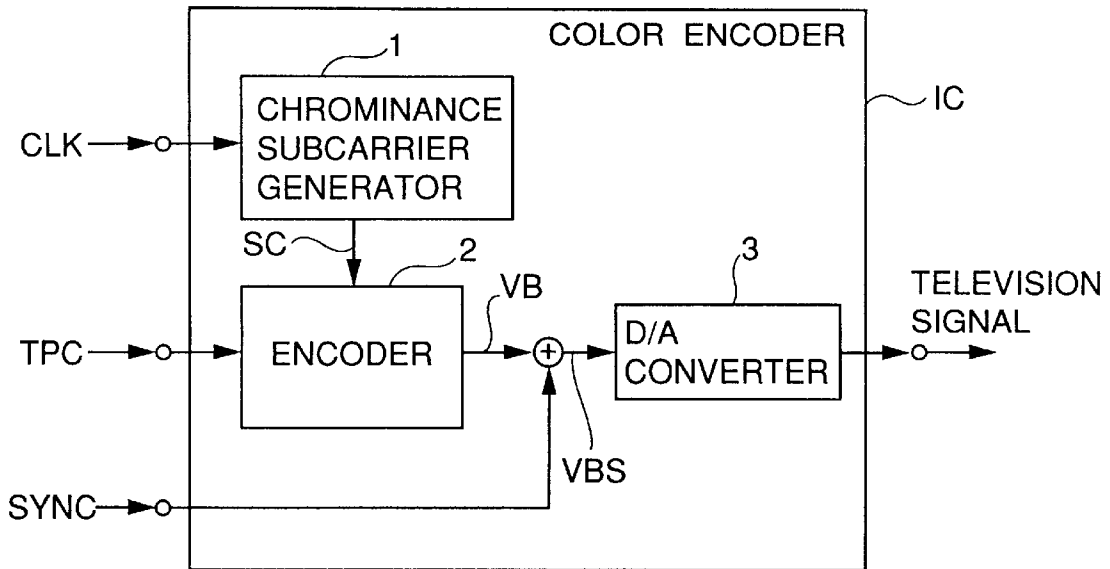 COLOR ENCODER
1
IC
CHROMINANCE
SUBCARRIER
GENERATOR
CLK
SC
2
VB
3
TELEVISION
SIGNAL
TPC
ENCODER
+
D/A
CONVERTER
VBS
SYNC